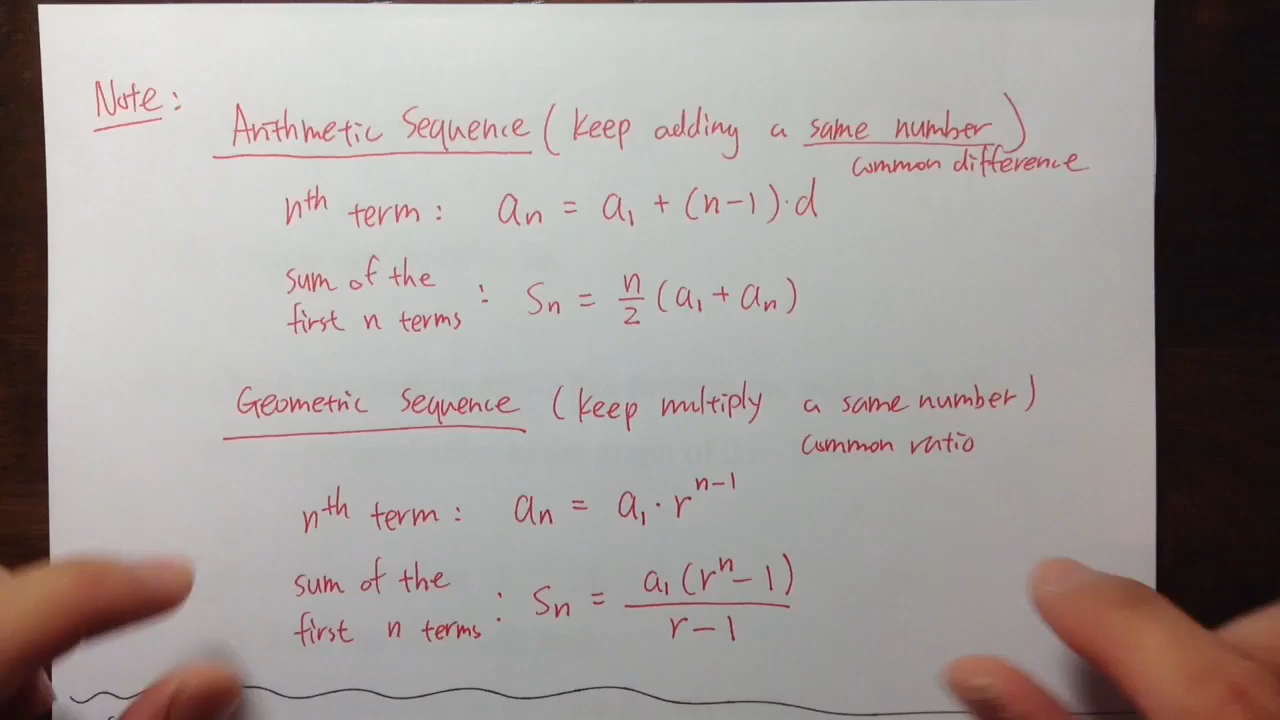 Note:
Arithmetic Sequence (keep adding a same number)
common difference
nth term: an = a1 + (n-1)·d
sum of the
first n terms : Sn = n/2 (a1 + an)
Geometric Sequence (keep multiply a same number)
common ratio
nth term: an = a1 · r^(n-1)
sum of the
first n terms : Sn = a1(r^n - 1) / r-1